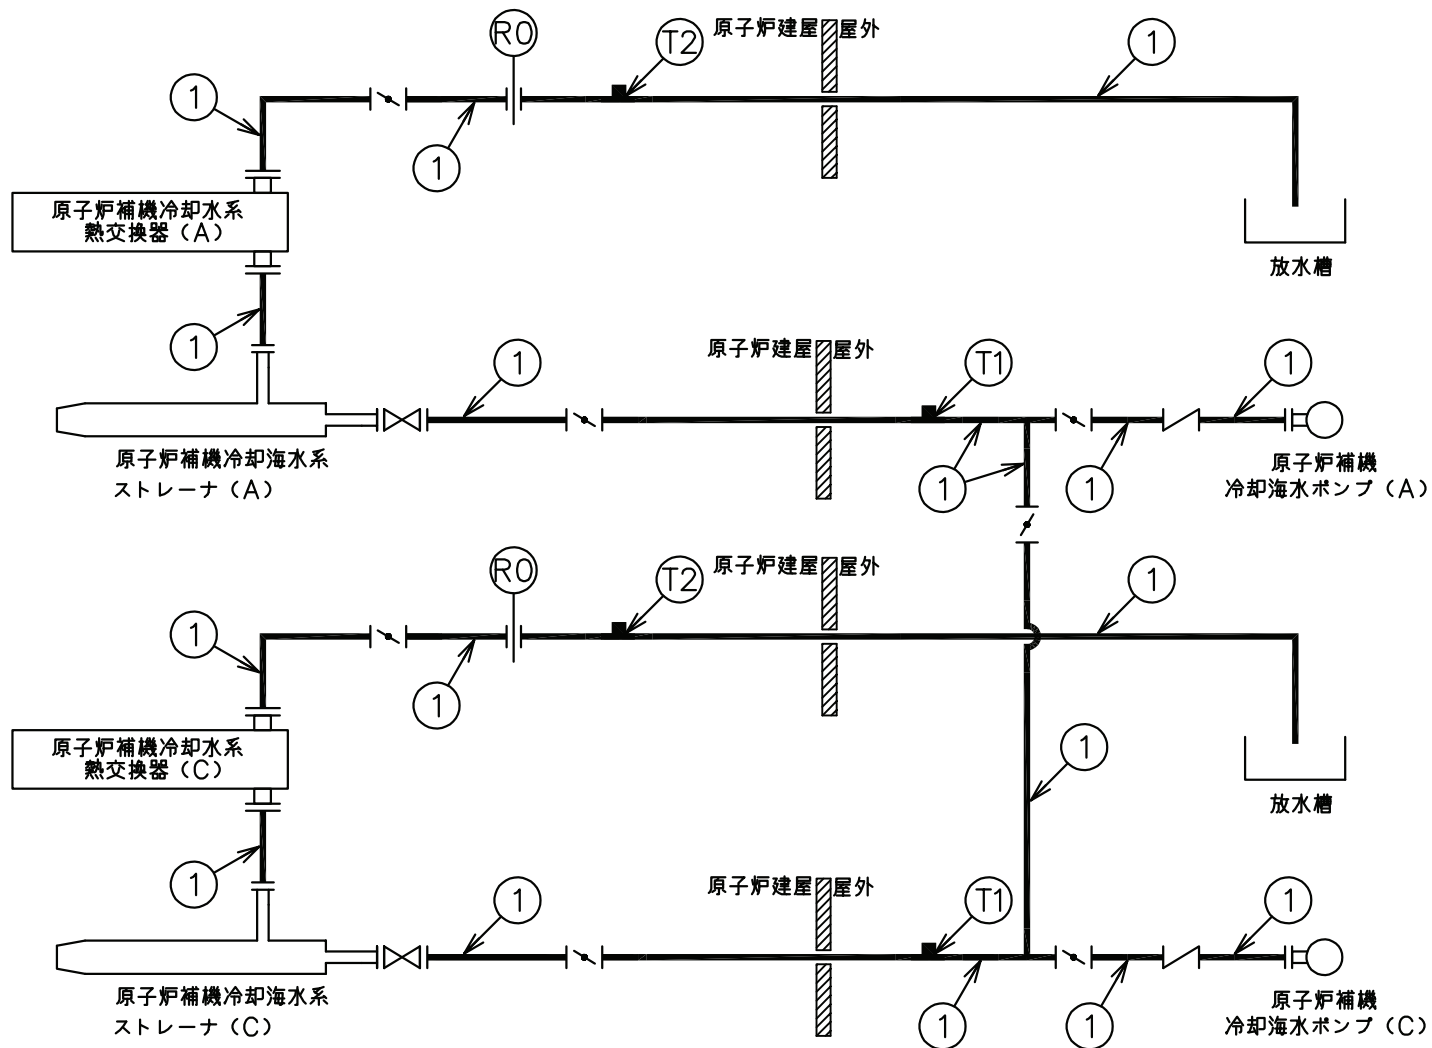 RO
T2
原子炉建屋 屋外
1
1
1
原子炉補機冷却水系
熱交換器（A）
放水槽
1
1
原子炉建屋 屋外
T1
1
原子炉補機冷却海水系
ストレーナ（A）
1
1
原子炉補機
冷却海水ポンプ（A）
RO
T2
原子炉建屋 屋外
1
1
1
原子炉補機冷却水系
熱交換器（C）
1
放水槽
1
1
原子炉建屋 屋外
T1
1
原子炉補機冷却海水系
ストレーナ（C）
1
1
原子炉補機
冷却海水ポンプ（C）